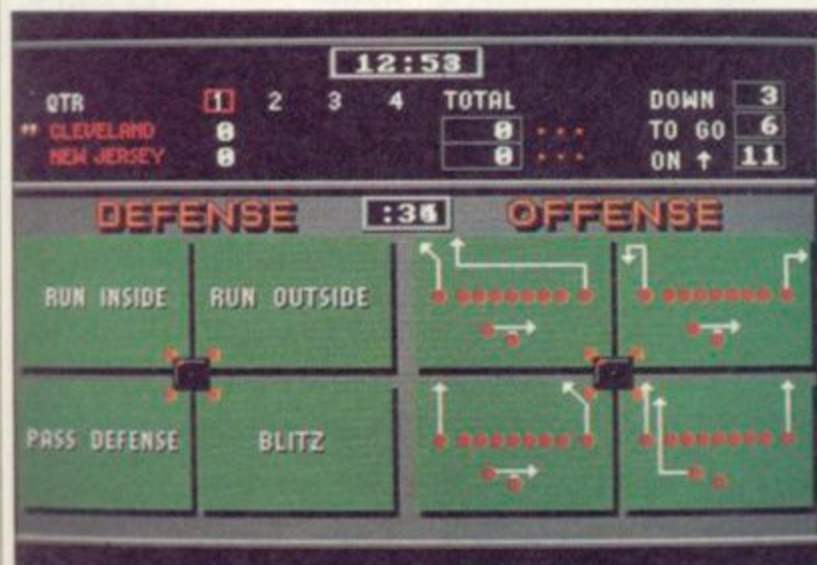 12:53
QTR 1 2 3 4 TOTAL DOWN 3
CLEVELAND 0 0 TO GO 6
NEW JERSEY 0 0 ON ↑ 11
DEFENSE OFFENSE
RUN INSIDE RUN OUTSIDE
PASS DEFENSE BLITZ